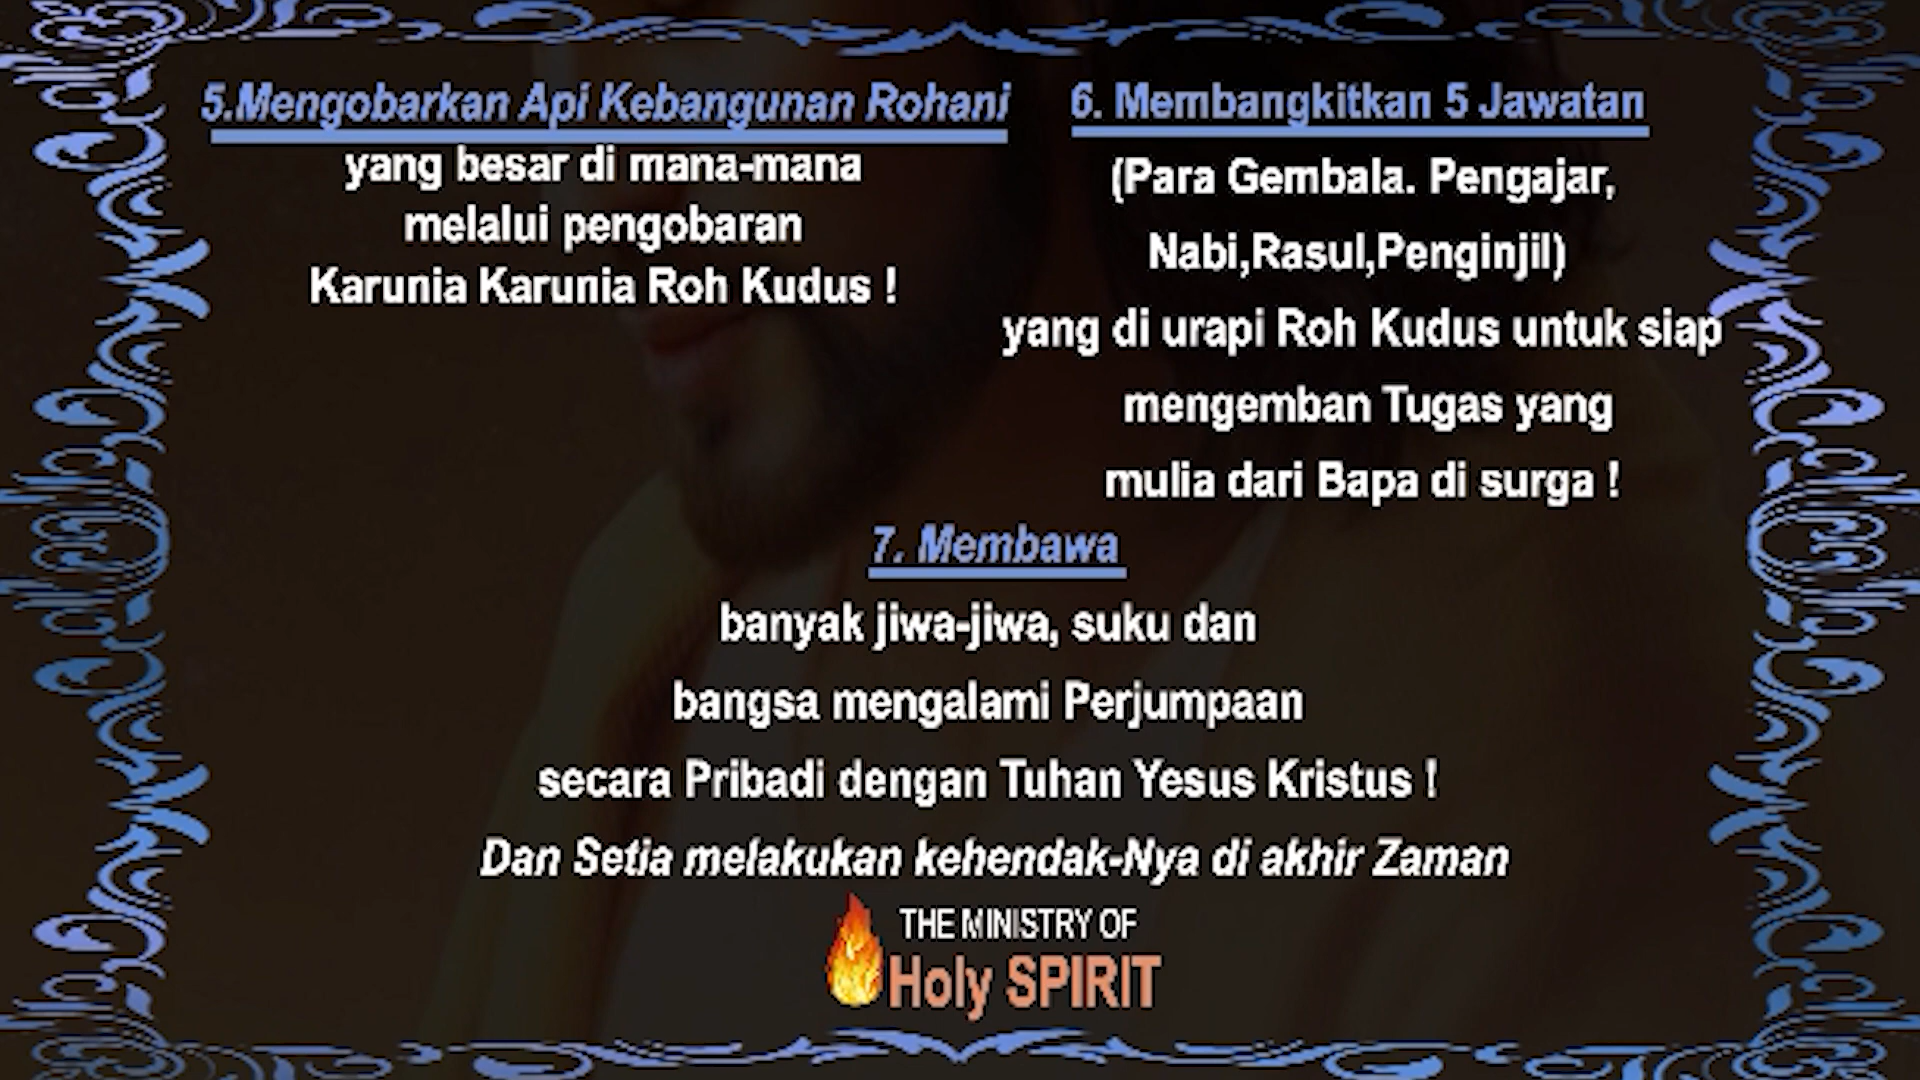 5.Mengobarkan Api Kebangunan Rohani
yang besar di mana-mana
melalui pengobaran
Karunia Karunia Roh Kudus !
6. Membangkitkan 5 Jawatan
(Para Gembala. Pengajar,
Nabi,Rasul,Penginjil)
yang di urapi Roh Kudus untuk siap
mengemban Tugas yang
mulia dari Bapa di surga !
7. Membawa
banyak jiwa-jiwa, suku dan
bangsa mengalami Perjumpaan
secara Pribadi dengan Tuhan Yesus Kristus !
Dan Setia melakukan kehendak-Nya di akhir Zaman
THE MINISTRY OF
Holy SPIRIT